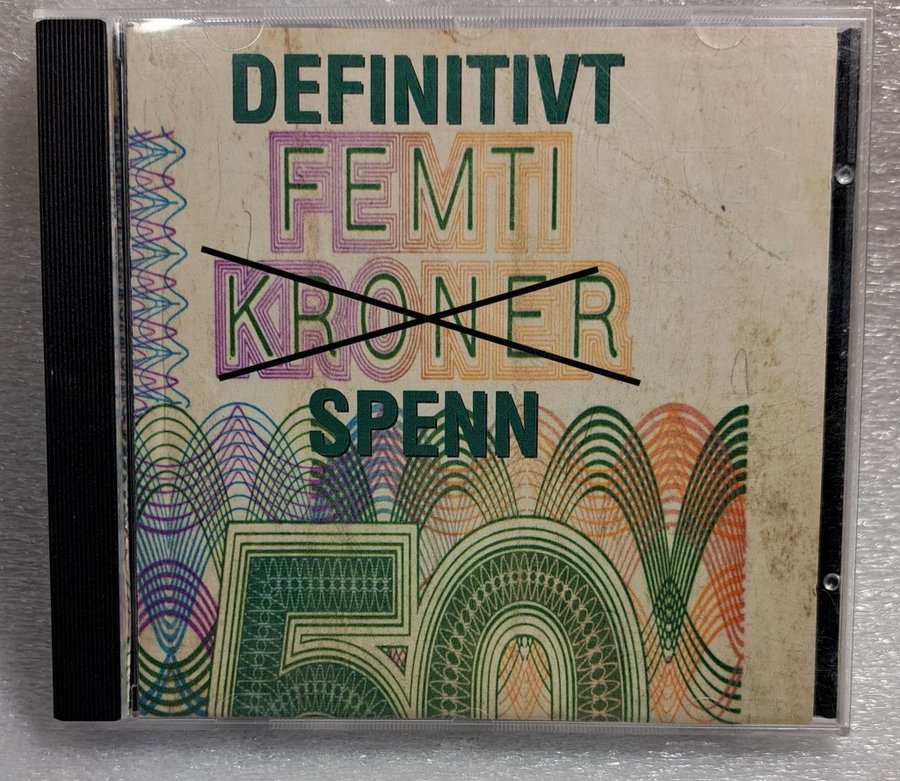 DEFINITIVT
FEMTI
KRONER
SPENN
50